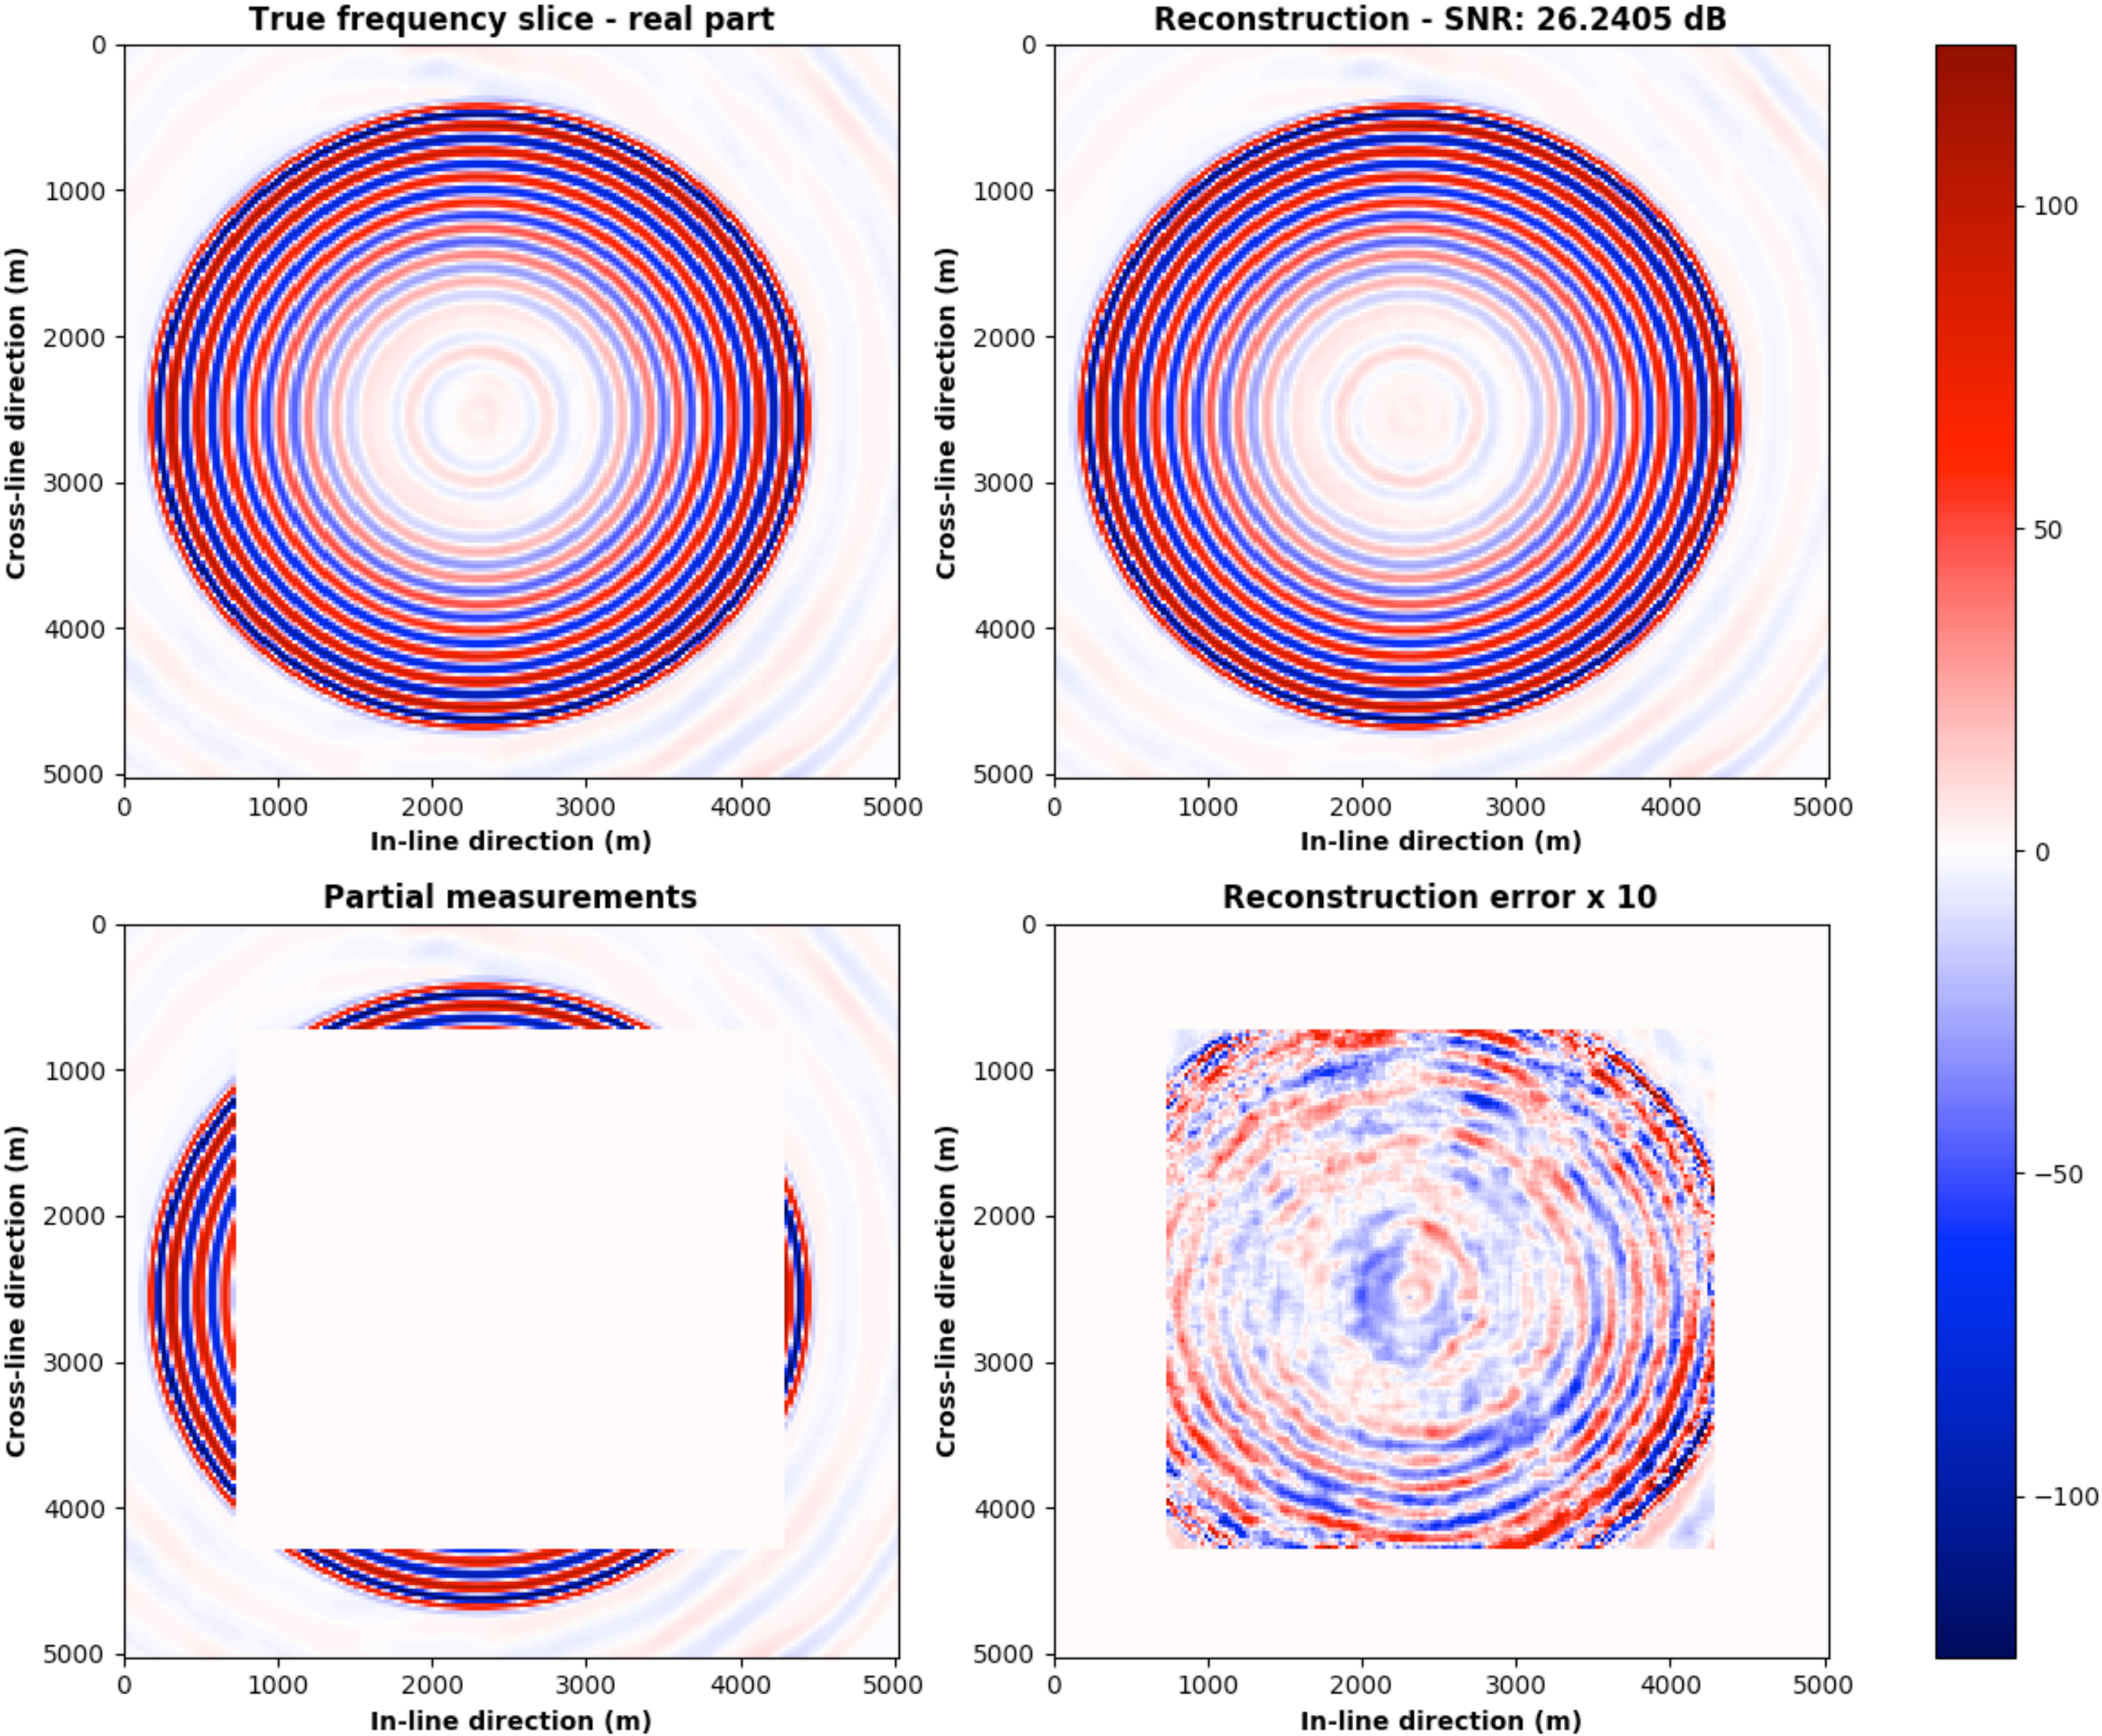 True frequency slice - real part
0
1000
2000
3000
4000
5000
Cross-line direction (m)
0 1000 2000 3000 4000 5000
In-line direction (m)
Reconstruction - SNR: 26.2405 dB
0
1000
2000
3000
4000
5000
Cross-line direction (m)
0 1000 2000 3000 4000 5000
In-line direction (m)
Partial measurements
0
1000
2000
3000
4000
5000
Cross-line direction (m)
0 1000 2000 3000 4000 5000
In-line direction (m)
Reconstruction error x 10
0
1000
2000
3000
4000
5000
Cross-line direction (m)
0 1000 2000 3000 4000 5000
In-line direction (m)
100
50
0
−50
−100